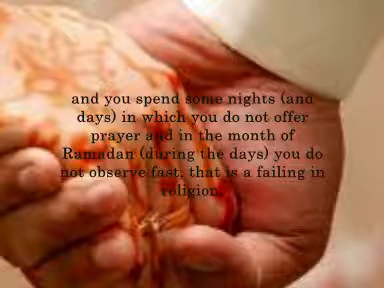 and you spend some nights (and
days) in which you do not offer
prayer and in the month of
Ramadan (during the days) you do
not observe fast, that is a failing in
religion.